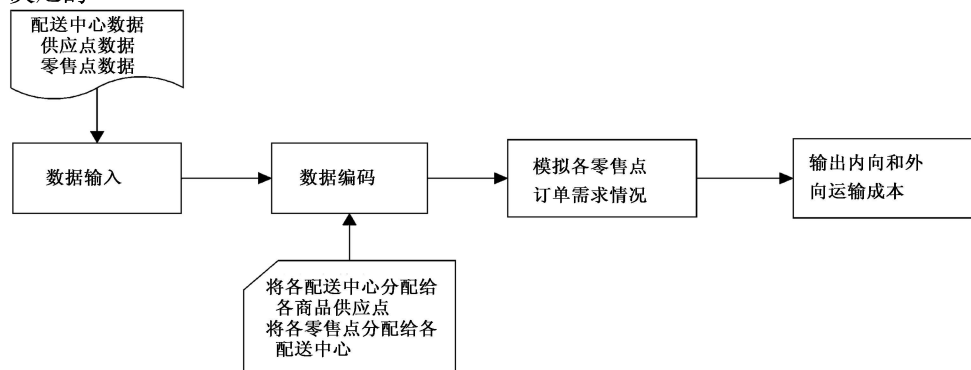 配送中心数据
供应点数据
零售点数据
数据输入
数据编码
模拟各零售点
订单需求情况
输出内向和外
向运输成本
将各配送中心分配给
各商品供应点
将各零售点分配给各
配送中心